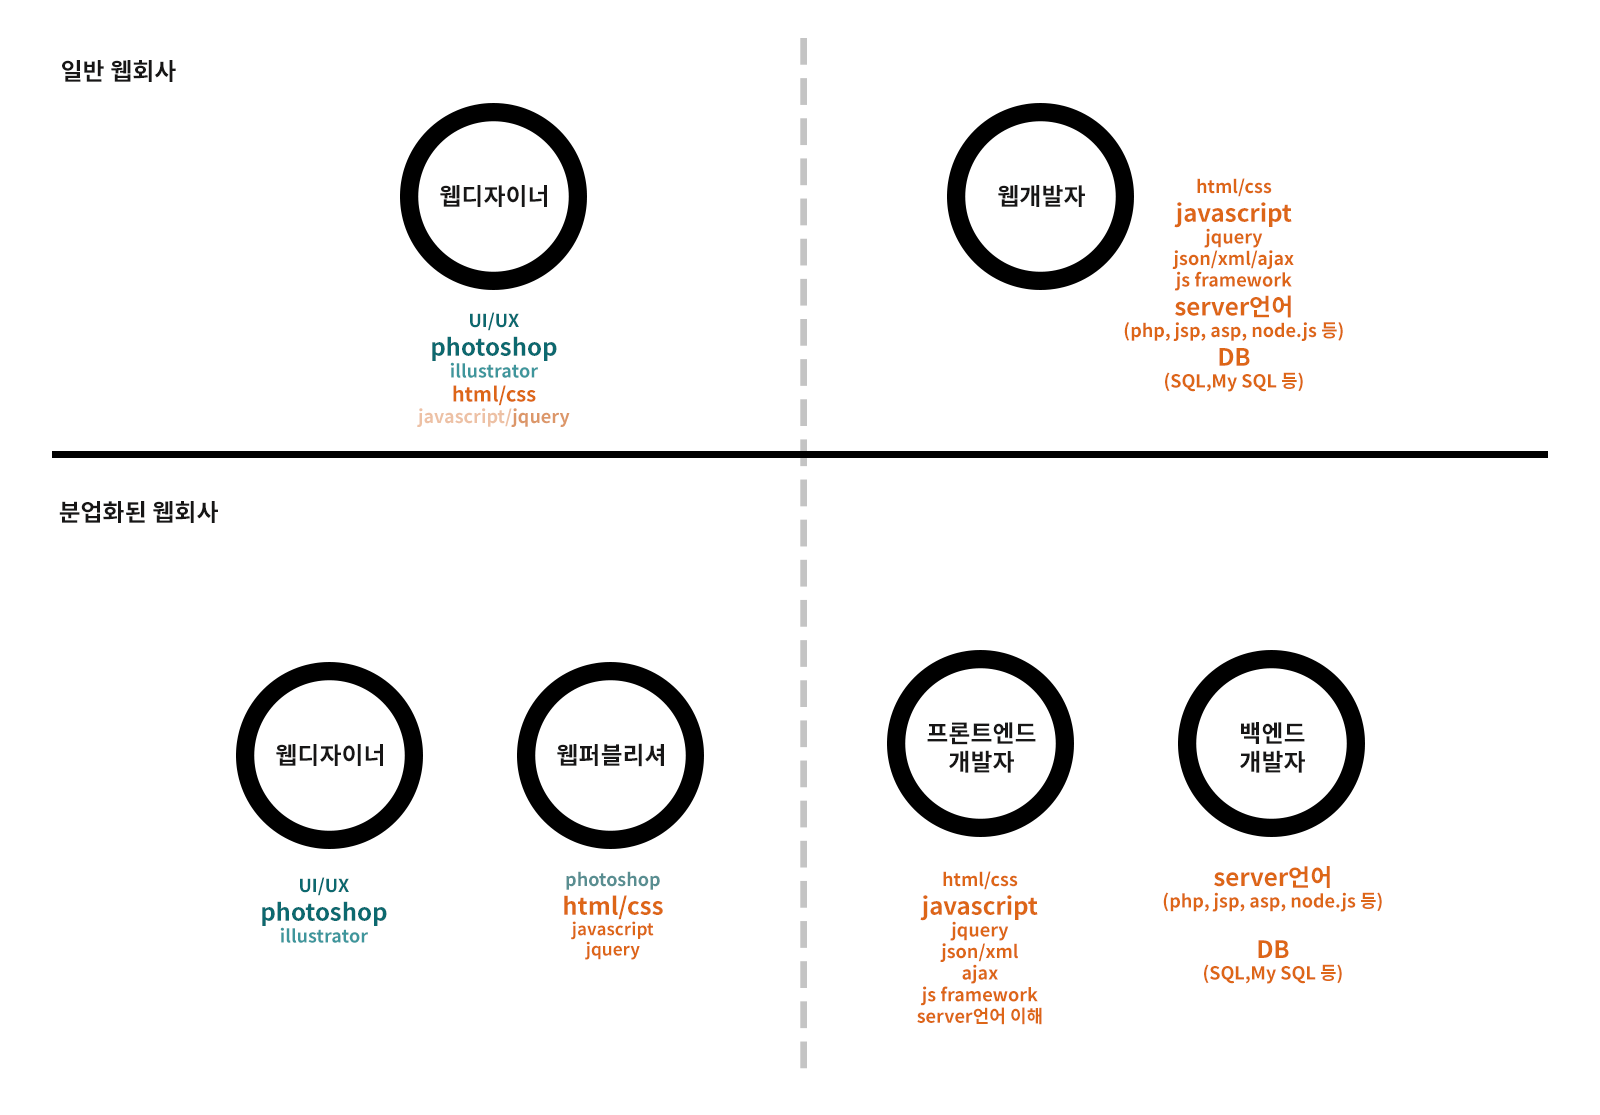 일반 웹회사
웹디자이너
UI/UX
photoshop
illustrator
html/css
javascript/jquery
웹개발자
html/css
javascript
jquery
json/xml/ajax
js framework
server언어
(php, jsp, asp, node.js 등)
DB
(SQL,My SQL 등)
분업화된 웹회사
웹디자이너
UI/UX
photoshop
illustrator
웹퍼블리셔
photoshop
html/css
javascript
jquery
프론트엔드
개발자
html/css
javascript
jquery
json/xml
ajax
js framework
server언어 이해
백엔드
개발자
server언어
(php, jsp, asp, node.js 등)
DB
(SQL,My SQL 등)